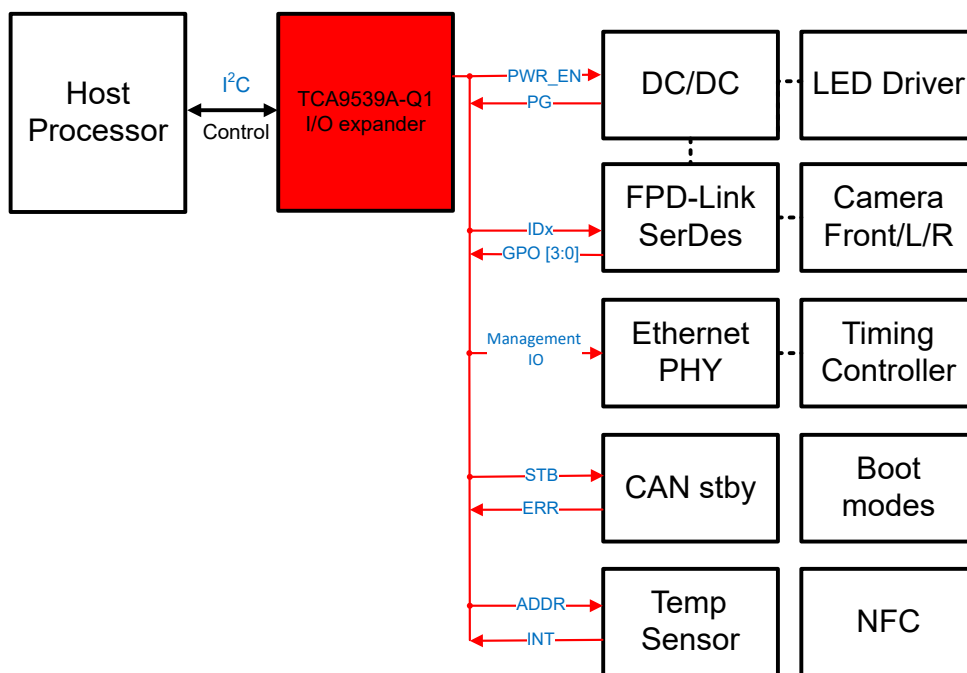 Host
Processor
I²C
Control
TCA9539A-Q1
I/O expander
PWR_EN
PG
DC/DC
LED Driver
IDx
GPO [3:0]
FPD-Link
SerDes
Camera
Front/L/R
Management
IO
Ethernet
PHY
Timing
Controller
STB
ERR
CAN stby
Boot
modes
ADDR
INT
Temp
Sensor
NFC